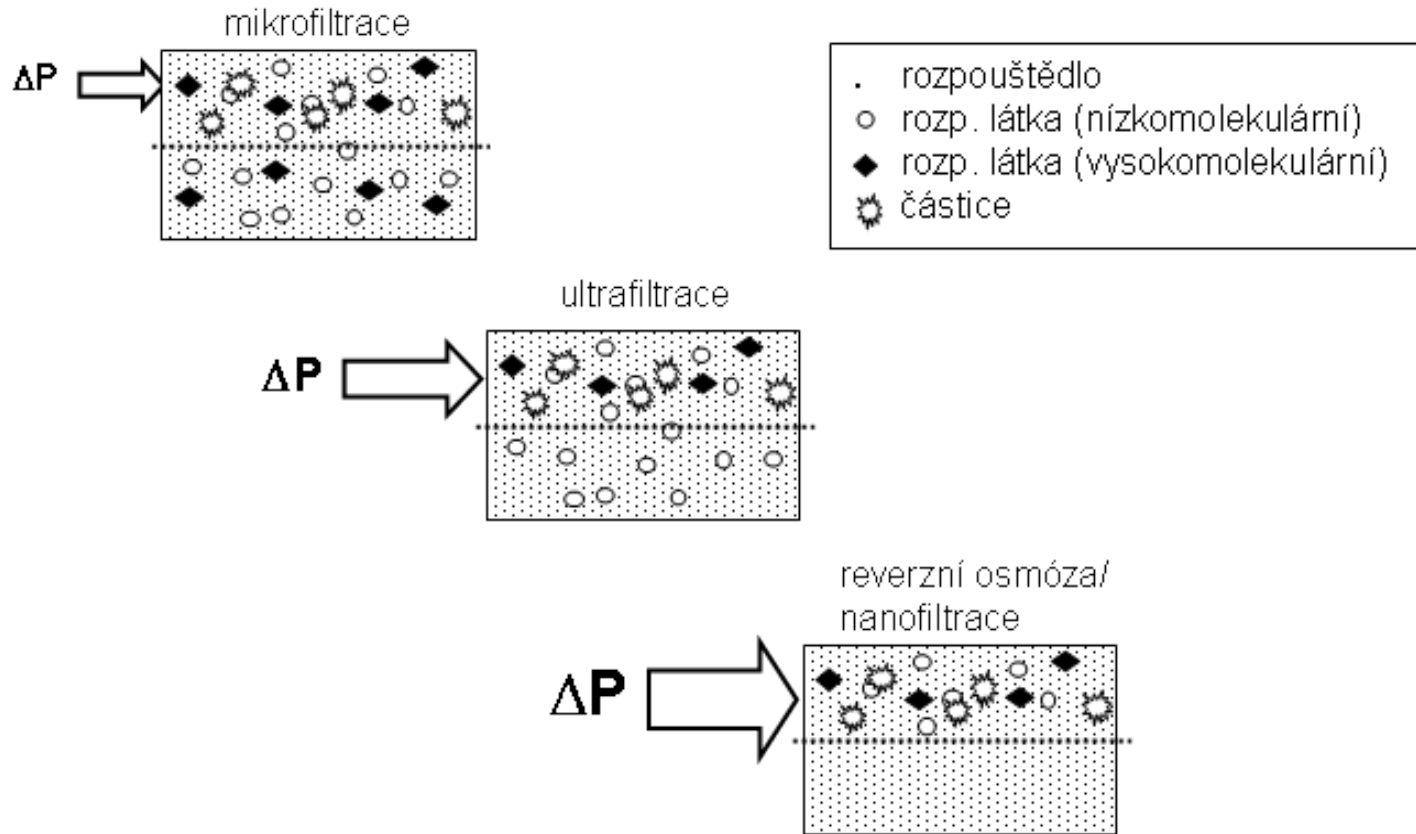 mikrofiltrace
ΔP
. rozpouštědlo
rozp. látka (nízkomolekulární)
rozp. látka (vysokomolekulární)
částice
ultrafiltrace
ΔP
reverzní osmóza/
nanofiltrace
ΔP